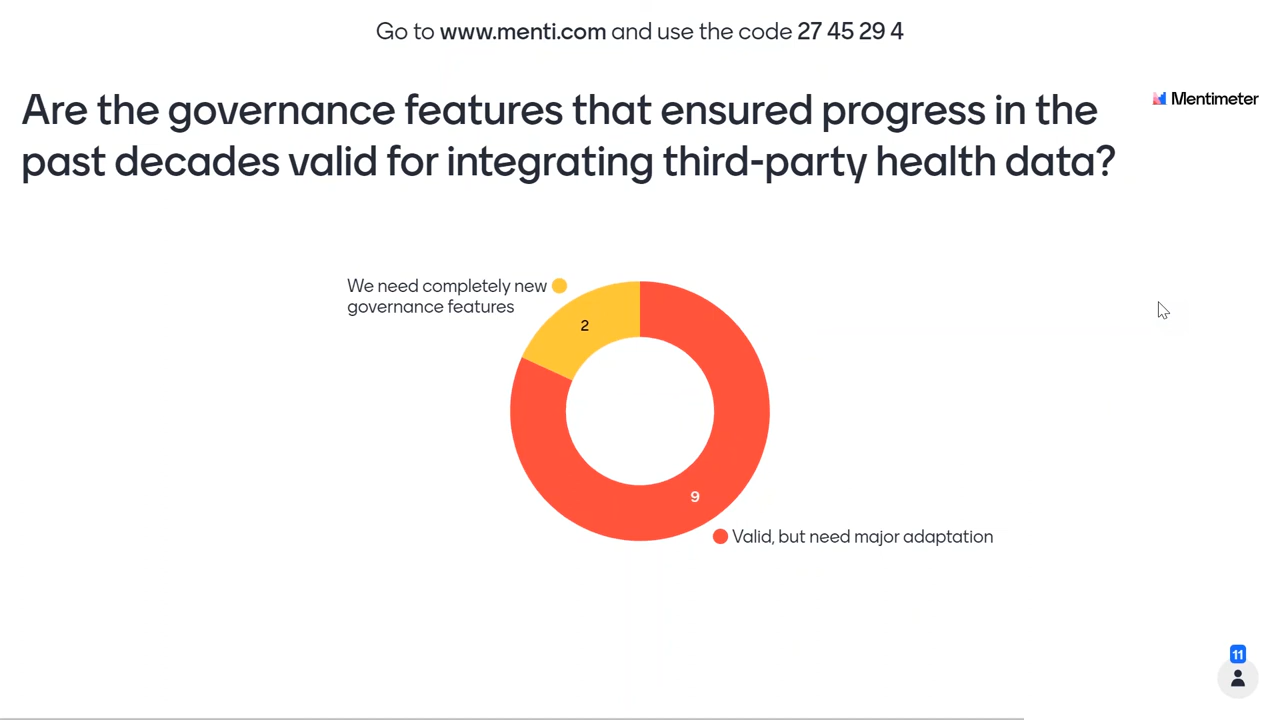 Go to www.menti.com and use the code 27 45 29 4
Are the governance features that ensured progress in the
past decades valid for integrating third-party health data?
Mentimeter
We need completely new
governance features
2
9
Valid, but need major adaptation
11